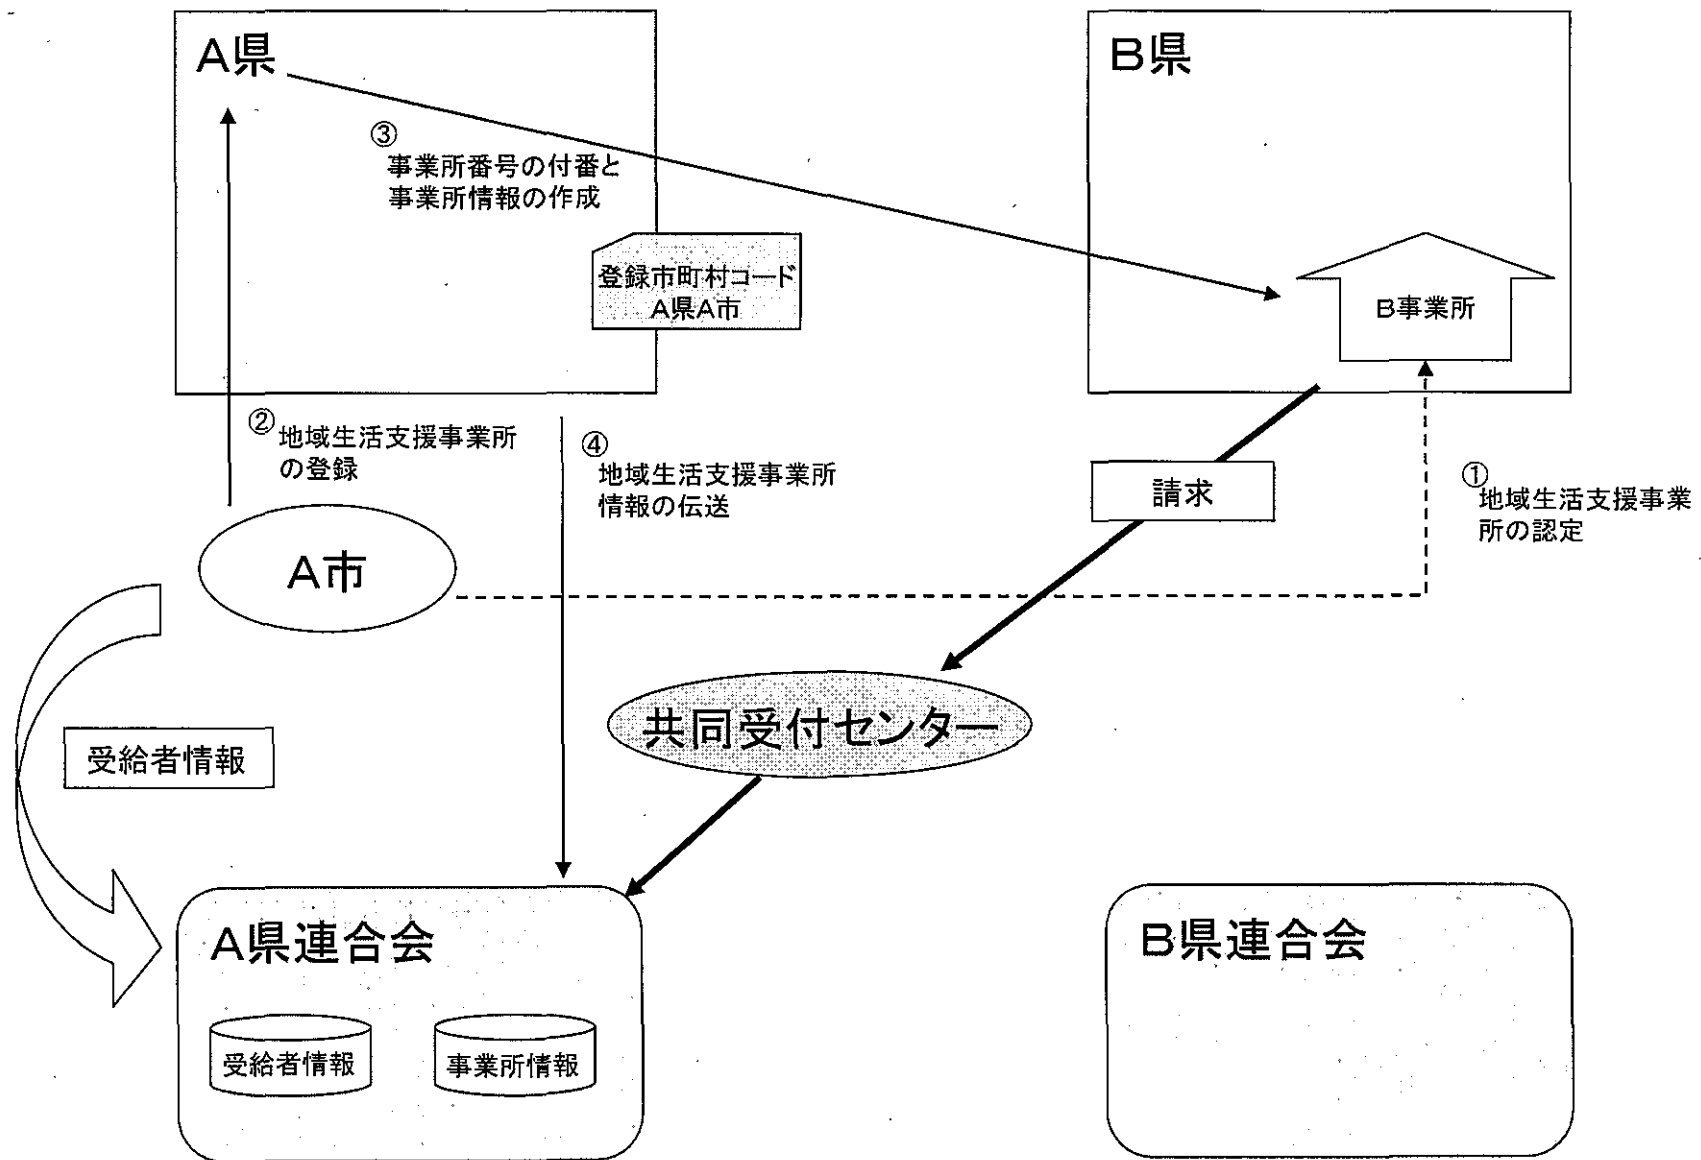 A県
B県
③
事業所番号の付番と
事業所情報の作成
登録市町村コード
A県A市
B事業所
②
地域生活支援事業所
の登録
④
地域生活支援事業所
情報の伝送
請求
①
地域生活支援事業
所の認定
A市
共同受付センター
受給者情報
A県連合会
B県連合会
受給者情報
事業所情報